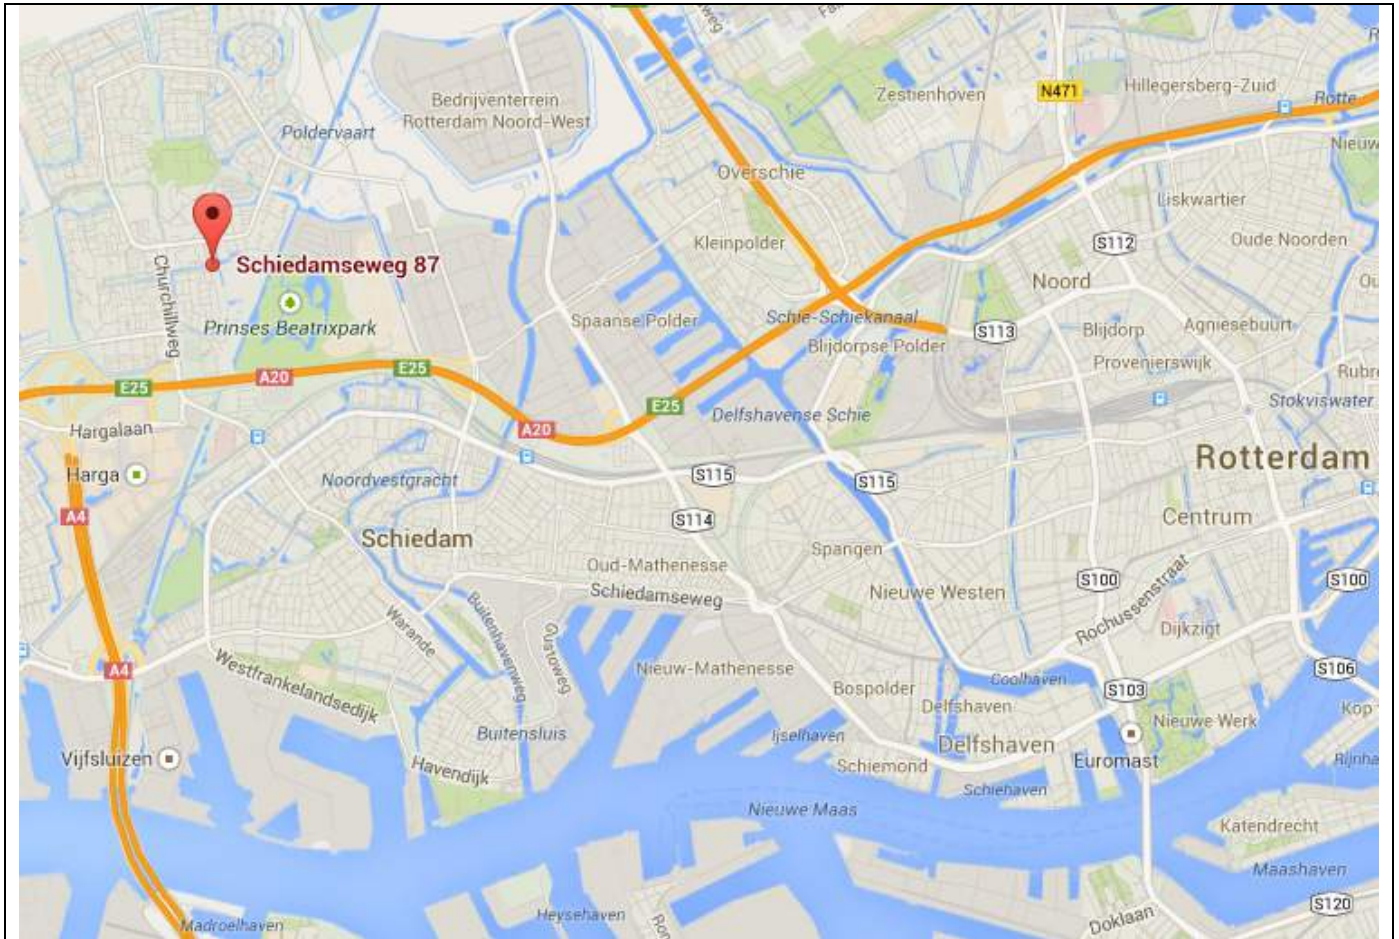 Zestienhoven
N471
Hillegersberg-Zuid
Rotte
Bedrijventerrein
Rotterdam Noord-West
Poldervaart
Nieuw
Overschie
Liskwartier
Kleinpolder
S112
Oude Noorden
Schiedamseweg 87
Churchillweg
Noord
Prinses Beatrixpark
Spaanse Polder
Schie-Schiekanaal
S113
Blijdorp
Agniesebuurt
Blijdorpse Polder
Provenierswijk
E25
A20
E25
E25
Stokviswater
Delfshavense Schie
Hargalaan
A20
Rotterdam
Harga
Noordvestgracht
S115
S115
A4
S114
Centrum
Schiedam
Spangen
Oud-Mathenesse
S100
S100
Schiedamseweg
Nieuwe Westen
Rochussenstraat
Warande
Buitenhavenweg
Gustoweg
Dijkzigt
A4
Westfrankelandsedijk
Nieuw-Mathenesse
Coolhaven
S106
Bospolder
S103
Delfshaven
Kop
Nieuwe Werk
Buitensluis
Ijselhaven
Delfshaven
Vijfsluizen
Havendijk
Schiemond
Euromast
Schiehaven
Nieuwe Maas
Katendrecht
Maashaven
Heysehaven
Doklaan
S120
Madroelhaven